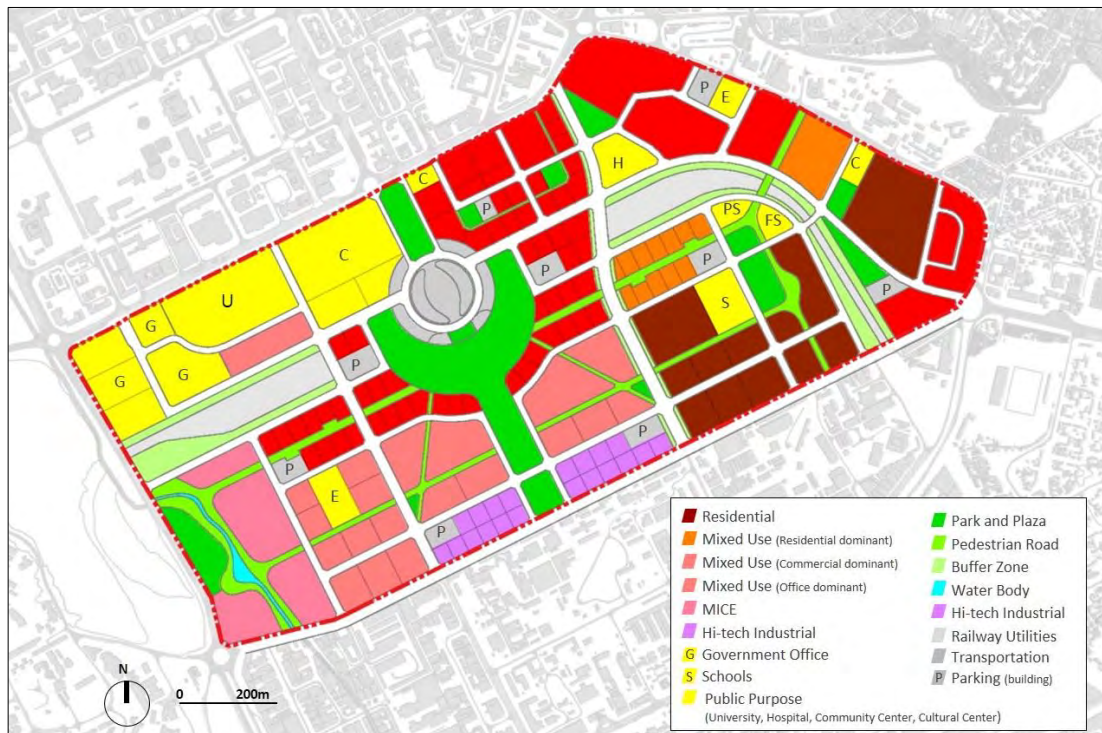 P
E
H
C
C
P
PS
FS
C
P
P
U
S
P
G
P
G
G
P
P
E
P
N
0 200m
Residential
Mixed Use (Residential dominant)
Mixed Use (Commercial dominant)
Mixed Use (Office dominant)
MICE
Hi-tech Industrial
G Government Office
S Schools
Public Purpose
(University, Hospital, Community Center, Cultural Center)
Park and Plaza
Pedestrian Road
Buffer Zone
Water Body
Hi-tech Industrial
Railway Utilities
Transportation
P Parking (building)